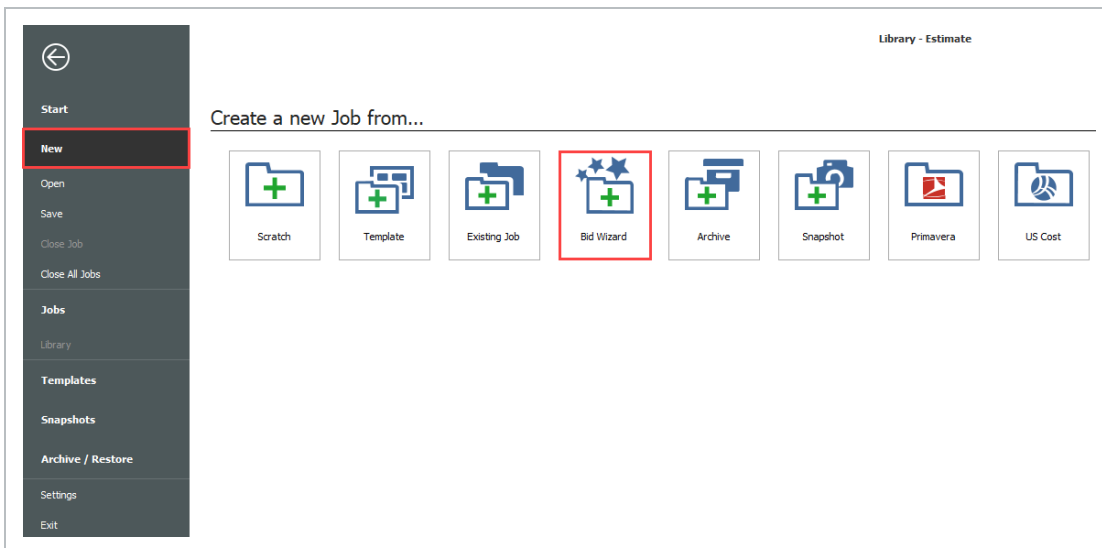 Library - Estimate
Start
New
Open
Save
Close Job
Close All Jobs
Jobs
Library
Templates
Snapshots
Archive / Restore
Settings
Exit
Create a new Job from...
Scratch
Template
Existing Job
Bid Wizard
Archive
Snapshot
Primavera
US Cost